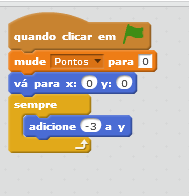 quando clicar em
mude Pontos para 0
vá para x: 0 y: 0
sempre
adicione -3 a y